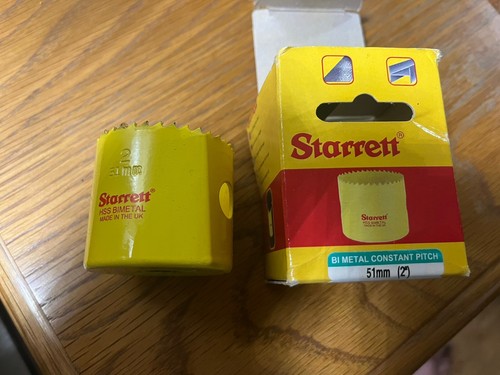 2
51mm
Starrett
HSS BIMETAL
MADE IN THE UK
Starrett®
Starrett
BI METAL CONSTANT PITCH
51mm (2")